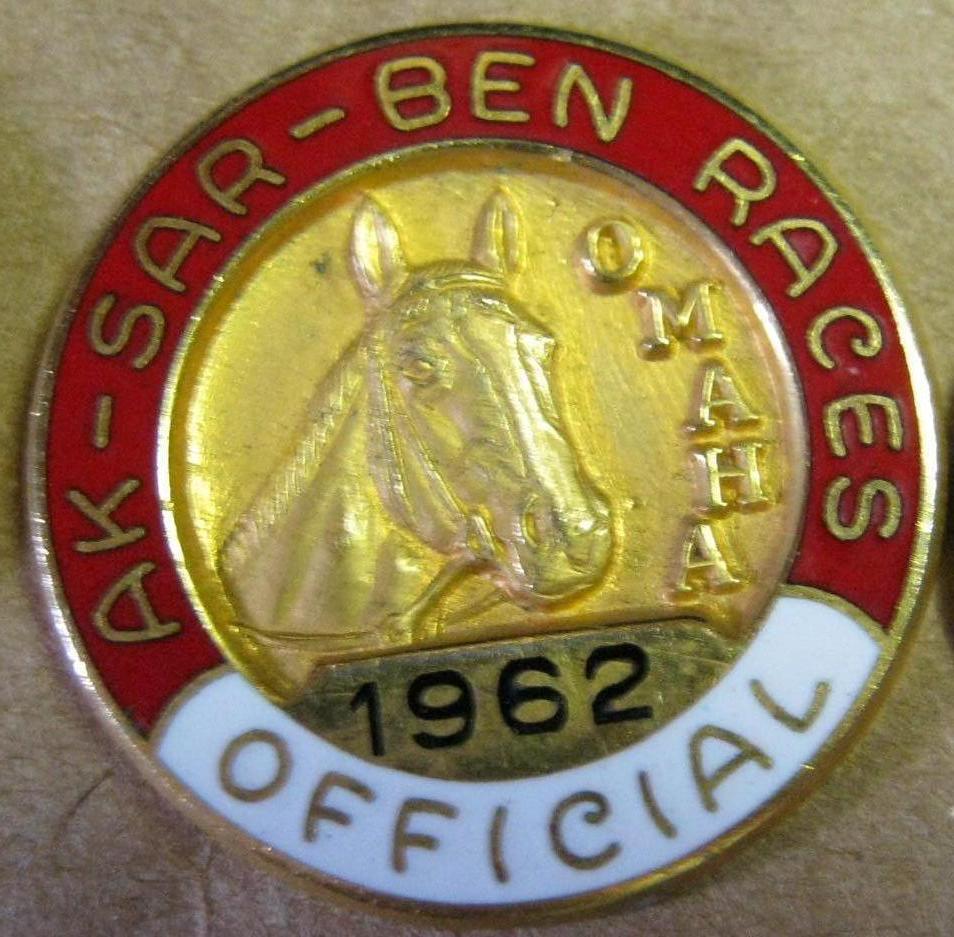 AK-SAR-BEN RACES
OMAHA
1962
OFFICIAL